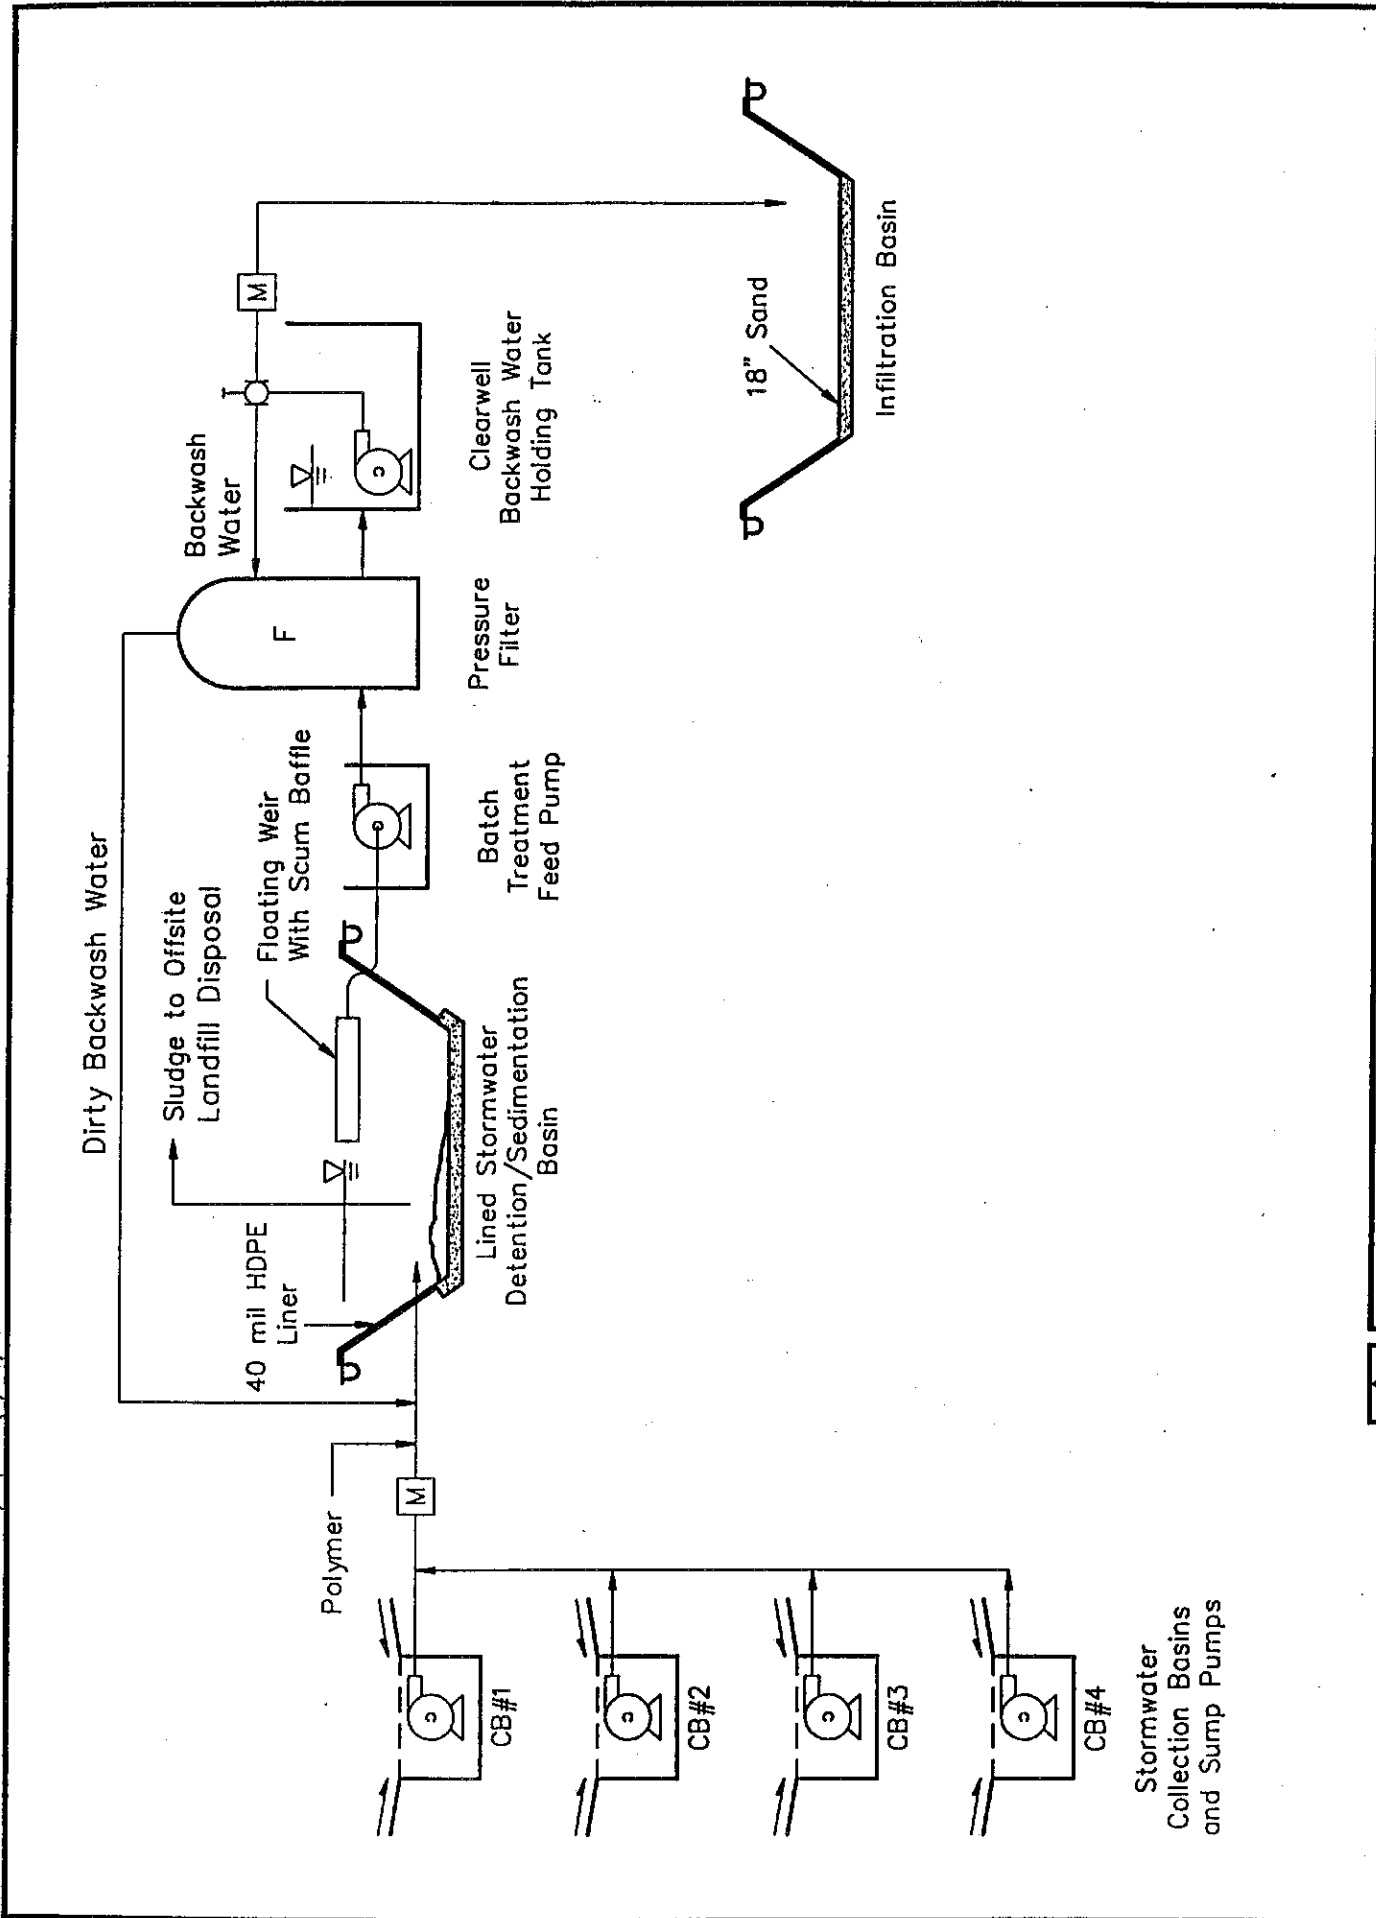 Dirty Backwash Water
Sludge to Offsite
Landfill Disposal
Floating Weir
With Scum Baffle
40 mil HDPE
Liner
Polymer
M
Backwash
Water
M
F
c
Pressure
Filter
Clearwell
Backwash Water
Holding Tank
Batch
Treatment
Feed Pump
Lined Stormwater
Detention/Sedimentation
Basin
18" Sand
Infiltration Basin
c
CB#1
c
CB#2
c
CB#3
c
CB#4
Stormwater
Collection Basins
and Sump Pumps